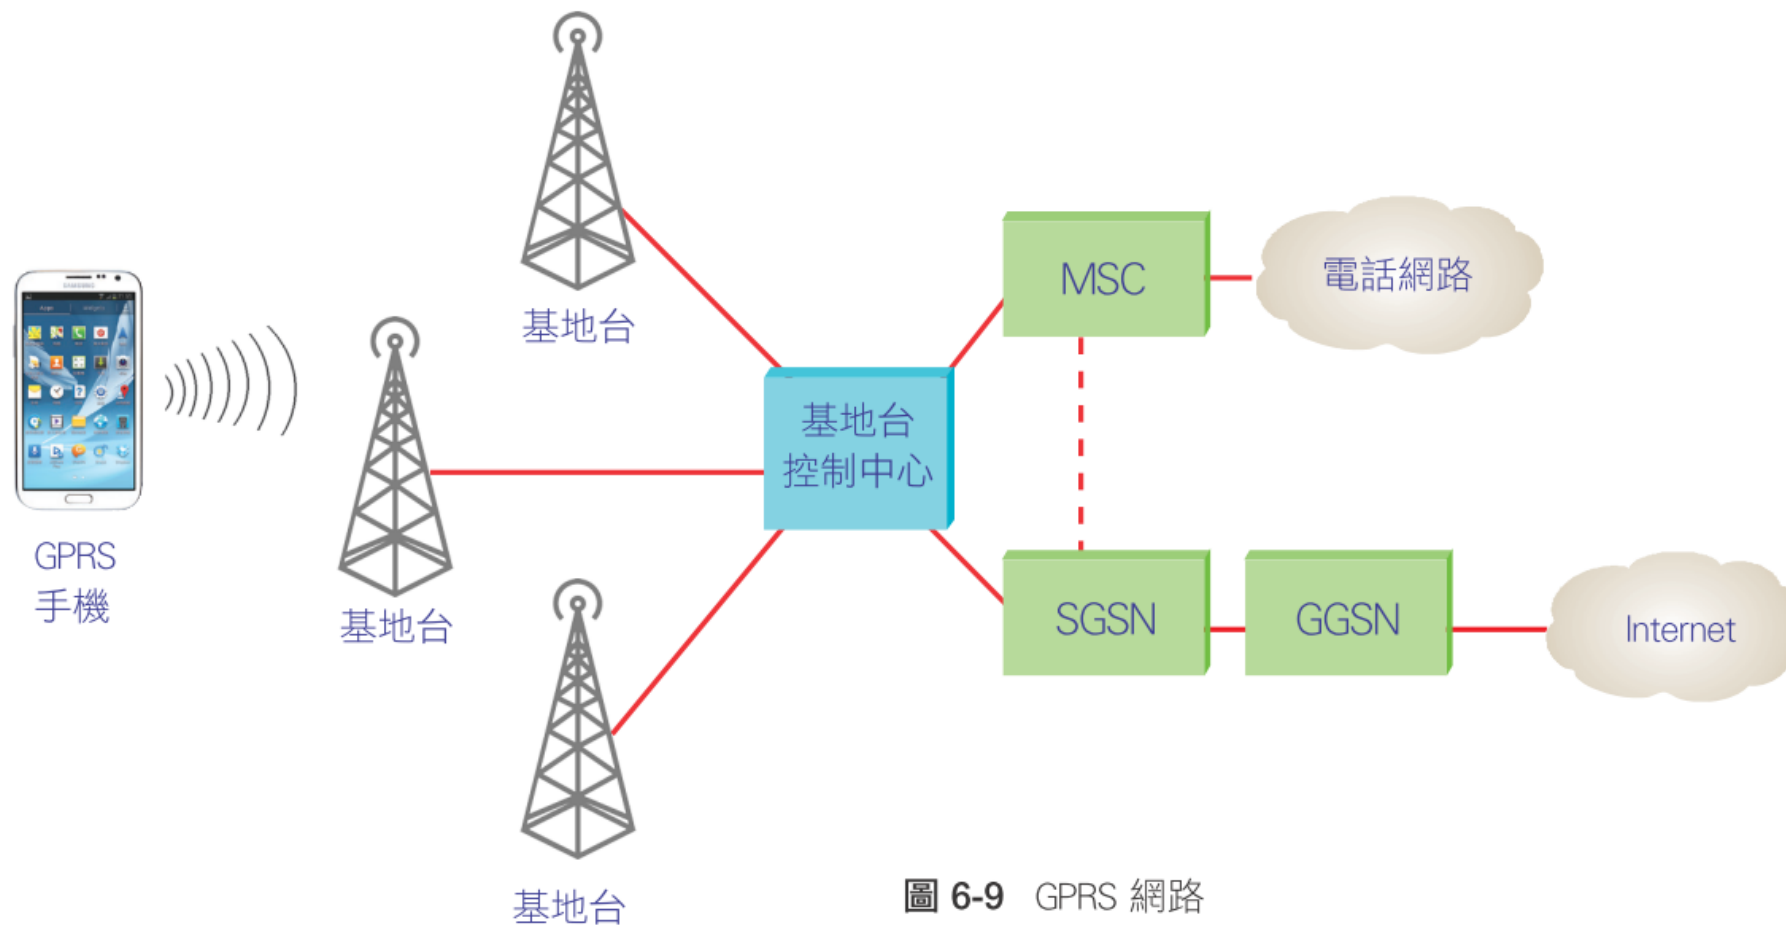 基地台
MSC
電話網路
SAMSUNG
基地台
控制中心
GPRS
手機
基地台
SGSN
GGSN
Internet
基地台
圖 6-9 GPRS 網路